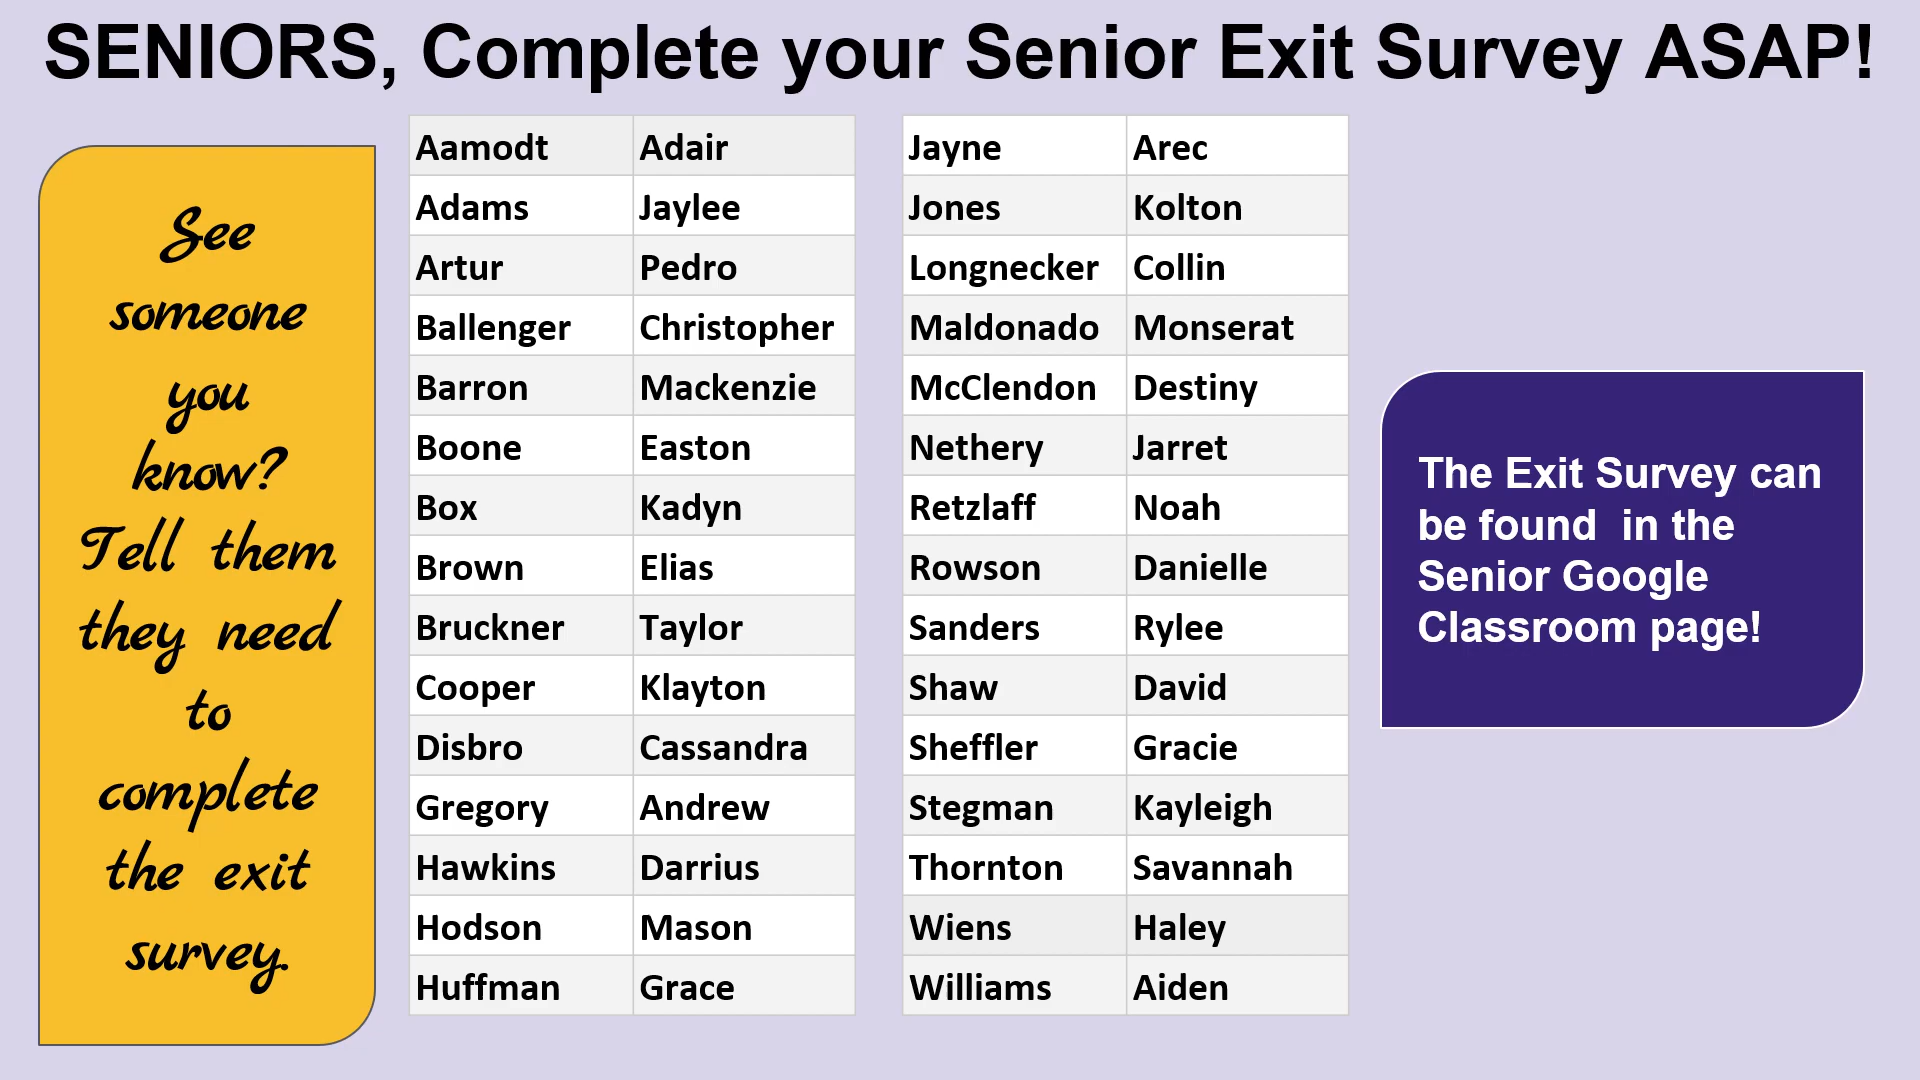 SENIORS, Complete your Senior Exit Survey ASAP!
See
someone
you
know?
Tell them
they need
to
complete
the exit
survey.
Aamodt Adair
Adams Jaylee
Artur Pedro
Ballenger Christopher
Barron Mackenzie
Boone Easton
Box Kadyn
Brown Elias
Bruckner Taylor
Cooper Klayton
Disbro Cassandra
Gregory Andrew
Hawkins Darrius
Hodson Mason
Huffman Grace
Jayne Arec
Jones Kolton
Longnecker Collin
Maldonado Monserat
McClendon Destiny
Nethery Jarret
Retzlaff Noah
Rowson Danielle
Sanders Rylee
Shaw David
Sheffler Gracie
Stegman Kayleigh
Thornton Savannah
Wiens Haley
Williams Aiden
The Exit Survey can
be found  in the
Senior Google
Classroom page!